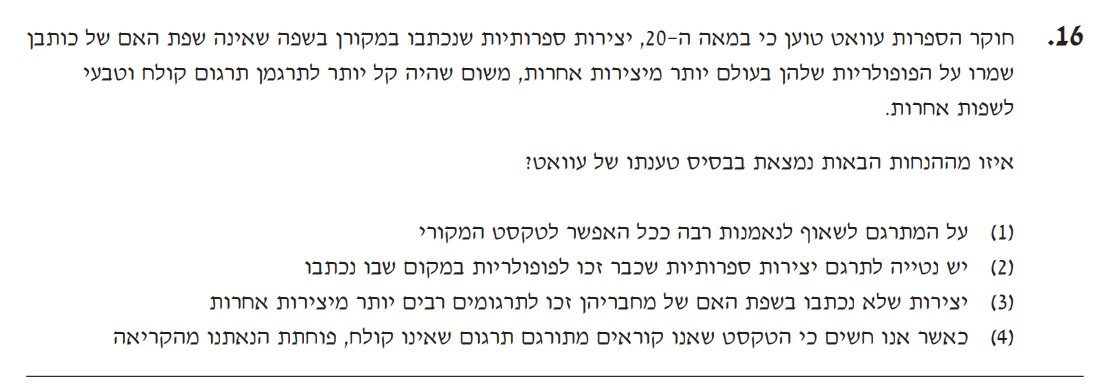 16. חוקר הספרות עוואט טוען כי במאה ה-20, יצירות ספרותיות שנכתבו במקורן בשפה שאינה שפת האם של כותבן
שמרו על הפופולריות שלהן בעולם יותר מיצירות אחרות, משום שהיה קל יותר לתרגמן תרגום קולח וטבעי
לשפות אחרות.
איזו מההנחות הבאות נמצאת בבסיס טענתו של עוואט?
(1) על המתרגם לשאוף לנאמנות רבה ככל האפשר לטקסט המקורי
(2) יש נטייה לתרגם יצירות ספרותיות שכבר זכו לפופולריות במקום שבו נכתבו
(3) יצירות שלא נכתבו בשפת האם של מחבריהן זכו לתרגומים רבים יותר מיצירות אחרות
(4) כאשר אנו חשים כי הטקסט שאנו קוראים מתורגם תרגום שאינו קולח, פוחתת הנאתנו מהקריאה